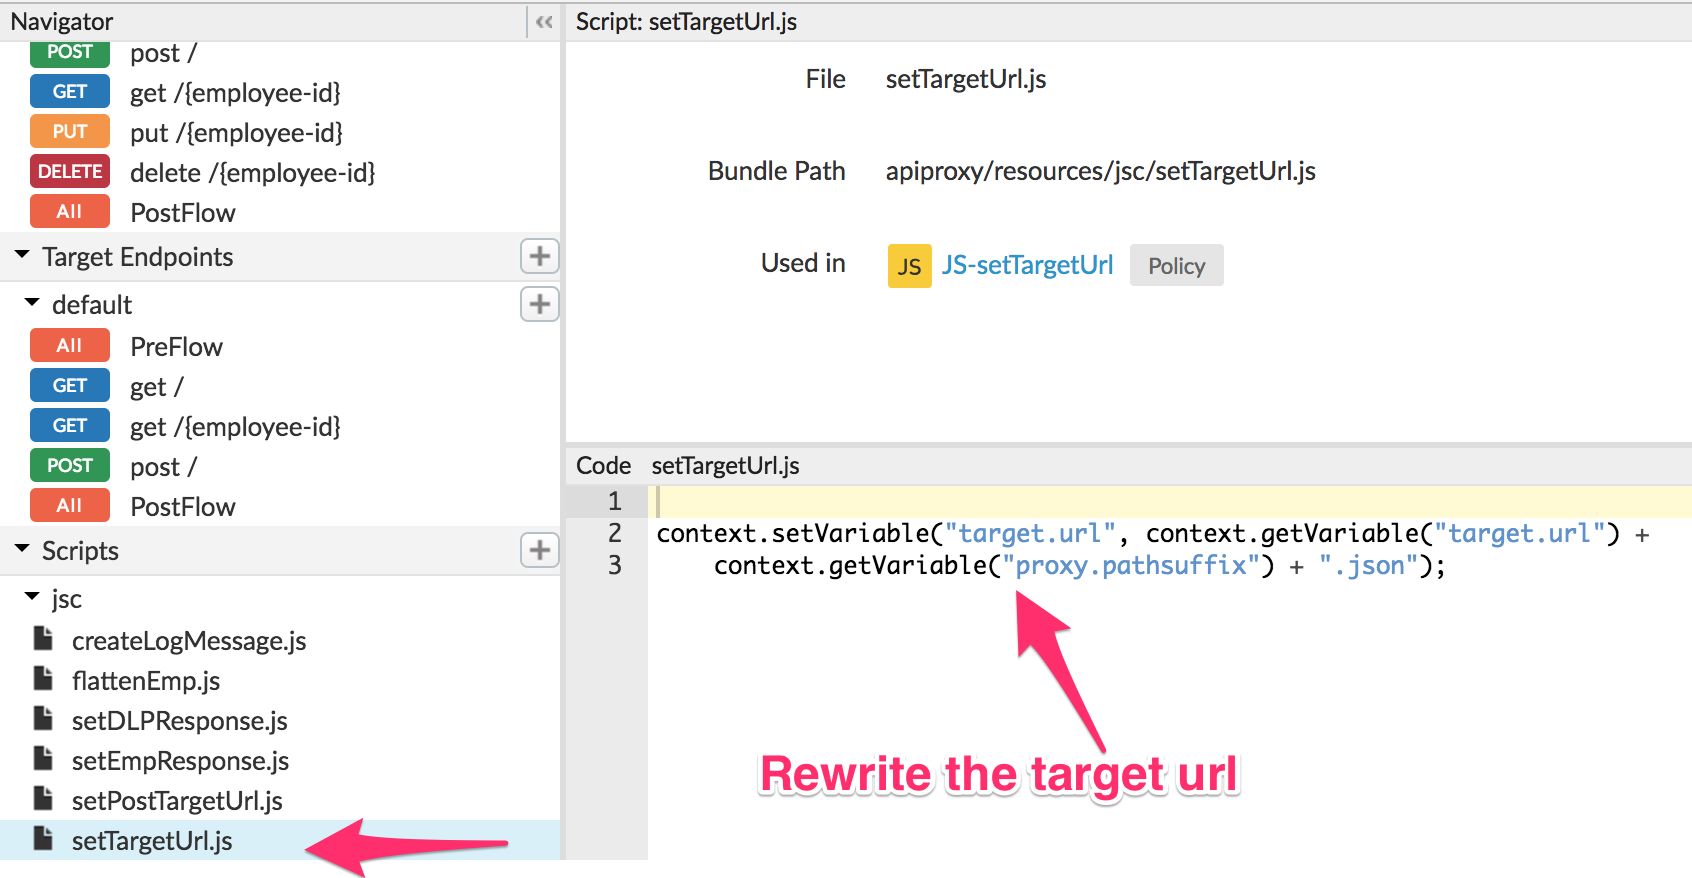 Navigator
«
POST post /
GET get /{employee-id}
PUT put /{employee-id}
DELETE delete /{employee-id}
All PostFlow
Target Endpoints
default
All PreFlow
GET get /
GET get /{employee-id}
POST post /
All PostFlow
Scripts
jsc
createLogMessage.js
flattenEmp.js
setDLPResponse.js
setEmpResponse.js
setPostTargetUrl.js
setTargetUrl.js
Script: setTargetUrl.js
File setTargetUrl.js
Bundle Path apiproxy/resources/jsc/setTargetUrl.js
Used in JS JS-setTargetUrl Policy
Code setTargetUrl.js
1
2 context.setVariable("target.url", context.getVariable("target.url") +
3 context.getVariable("proxy.pathsuffix") + ".json");
Rewrite the target url